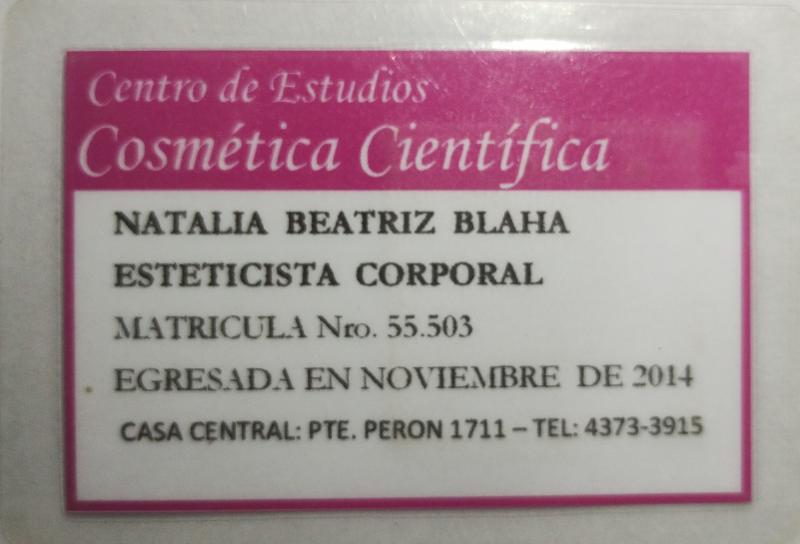 Centro de Estudios
Cosmética Científica
NATALIA BEATRIZ BLAHA
ESTETICISTA CORPORAL
MATRICULA Nro. 55.503
EGRESADA EN NOVIEMBRE DE 2014
CASA CENTRAL: PTE. PERON 1711 – TEL: 4373-3915